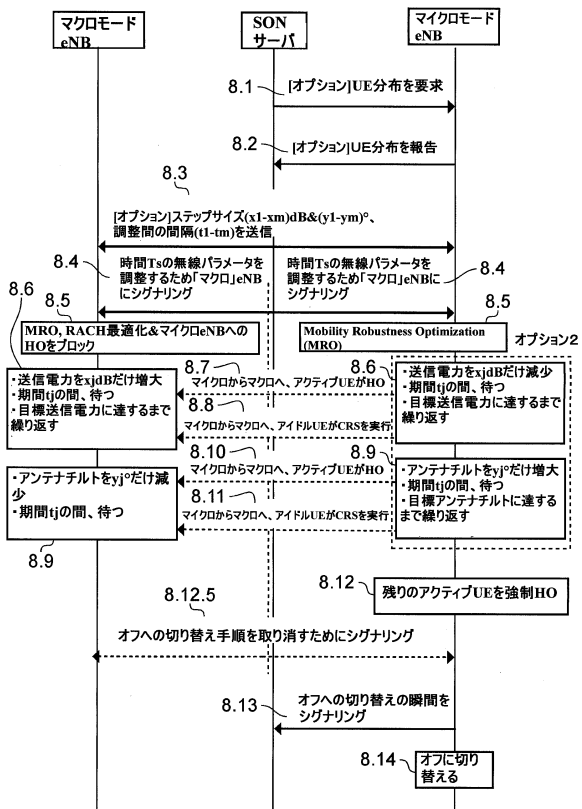 マクロモード
eNB
SON
サーバ
マイクロモード
eNB
8.1
[オプション]UE分布を要求
8.2
[オプション]UE分布を報告
8.3
[オプション]ステップサイズ(x1-xm)dB&(y1-ym)°、
調整間の間隔(t1-tm)を送信
8.4
時間Tsの無線パラメータを
調整するため「マクロ」eNB
にシグナリング
時間Tsの無線パラメータを
調整するため「マクロ」eNBに
シグナリング
8.4
8.6
8.5
MRO, RACH最適化&マイクロeNBへの
HOをブロック
8.5
Mobility Robustness Optimization
(MRO)
オプション2
8.7
マイクロからマクロへ、アクティブUEがHO
8.6
・送信電力をxjdBだけ増大
・期間tjの間、待つ
・目標送信電力に達するまで
繰り返す
・送信電力をxjdBだけ減少
・期間tjの間、待つ
・目標送信電力に達するまで
繰り返す
8.8
マイクロからマクロへ、アイドルUEがCRSを実行
8.10
マイクロからマクロへ、アクティブUEがHO
8.9
・アンテナチルトをyj°だけ減
少
・期間tjの間、待つ
・アンテナチルトをyj°だけ増大
・期間tjの間、待つ
・目標アンテナチルトに達する
まで繰り返す
8.11
マイクロからマクロへ、アイドルUEがCRSを実行
8.9
8.12
残りのアクティブUEを強制HO
8.12.5
オフへの切り替え手順を取り消すためにシグナリング
8.13
オフへの切り替えの瞬間を
シグナリング
8.14
オフに切り
替える